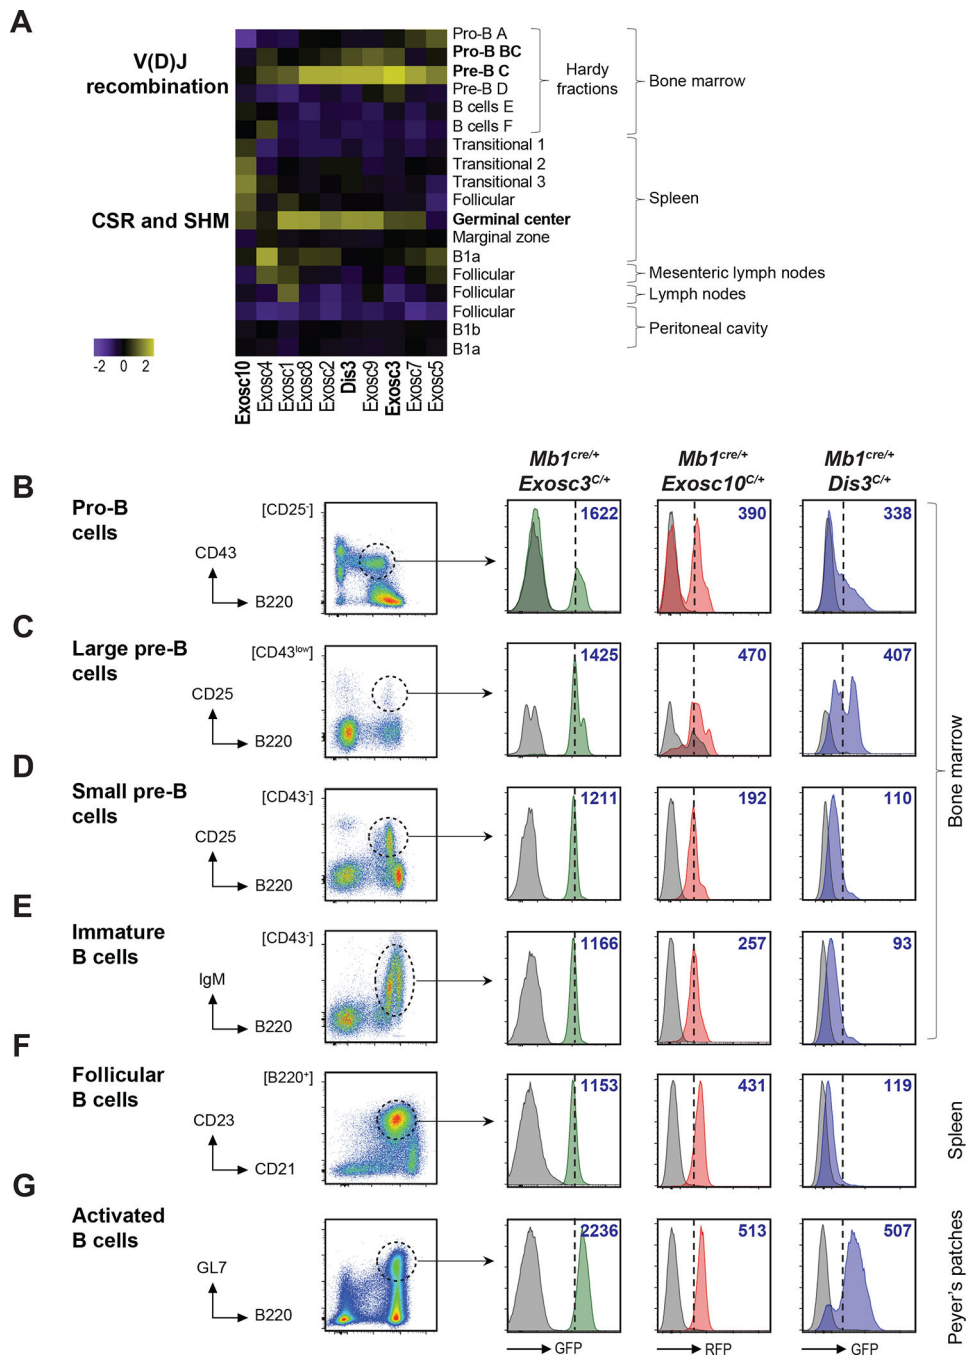 A
V(D)J
recombination
CSR and SHM
Pro-B A
Pro-B BC
Pre-B C
Pre-B D
B cells E
B cells F
Transitional 1
Transitional 2
Transitional 3
Follicular
Germinal center
Marginal zone
B1a
Follicular
Follicular
Follicular
B1b
B1a
Hardy
fractions
Bone marrow
Spleen
Mesenteric lymph nodes
Lymph nodes
Peritoneal cavity
-2 0 2
Exosc10
Exosc4
Exosc1
Exosc8
Exosc2
Dis3
Exosc9
Exosc3
Exosc7
Exosc5
Mb1cre/+
Exosc3C/+
Mb1cre/+
Exosc10C/+
Mb1cre/+
Dis3C/+
B
Pro-B
cells
[CD25-]
CD43
B220
1622
390
338
C
Large pre-B
cells
[CD43low]
CD25
B220
1425
470
407
D
Small pre-B
cells
[CD43-]
CD25
B220
1211
192
110
E
Immature
B cells
[CD43-]
IgM
B220
1166
257
93
Bone marrow
F
Follicular
B cells
[B220+]
CD23
CD21
1153
431
119
Spleen
G
Activated
B cells
GL7
B220
2236
513
507
Peyer's patches
GFP
RFP
GFP